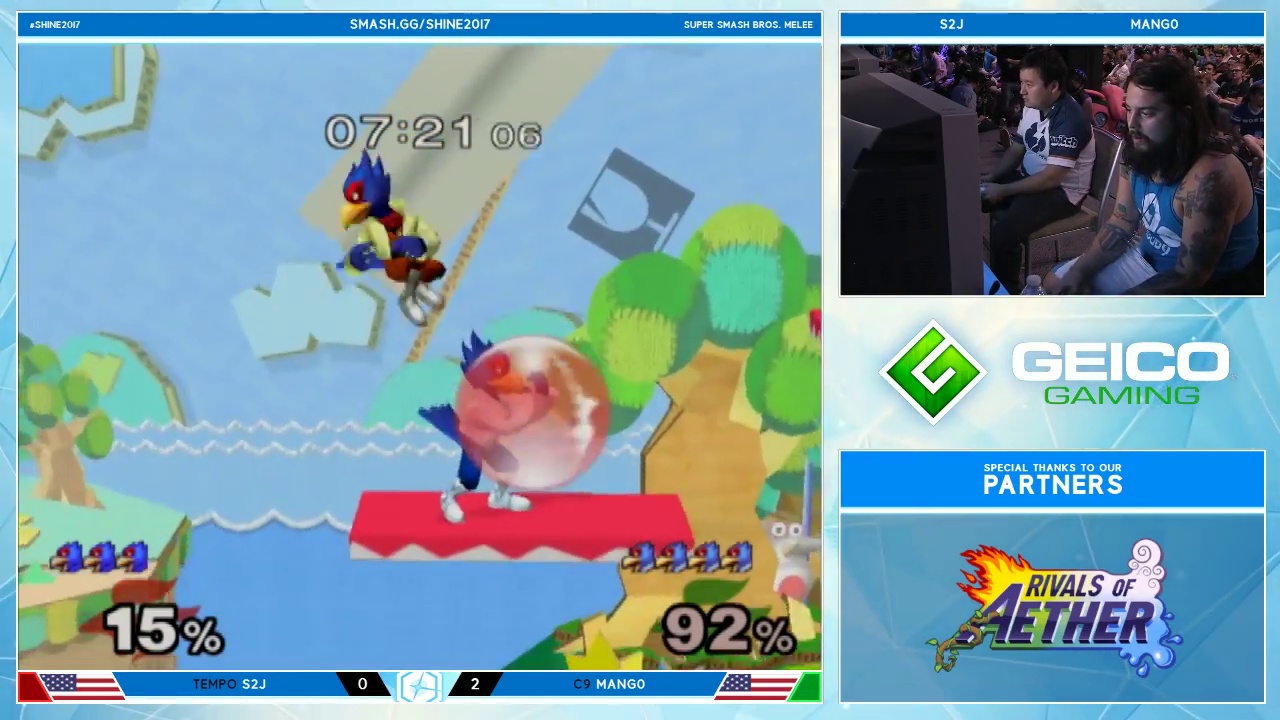 #SHINE2017
SMASH.GG/SHINE2017
SUPER SMASH BROS. MELEE
S2J
MANG0
07:21 06
GEICO
GAMING
SPECIAL THANKS TO OUR
PARTNERS
RIVALS OF
AETHER
15%
92%
TEMPO S2J
0
2
C9 MANG0